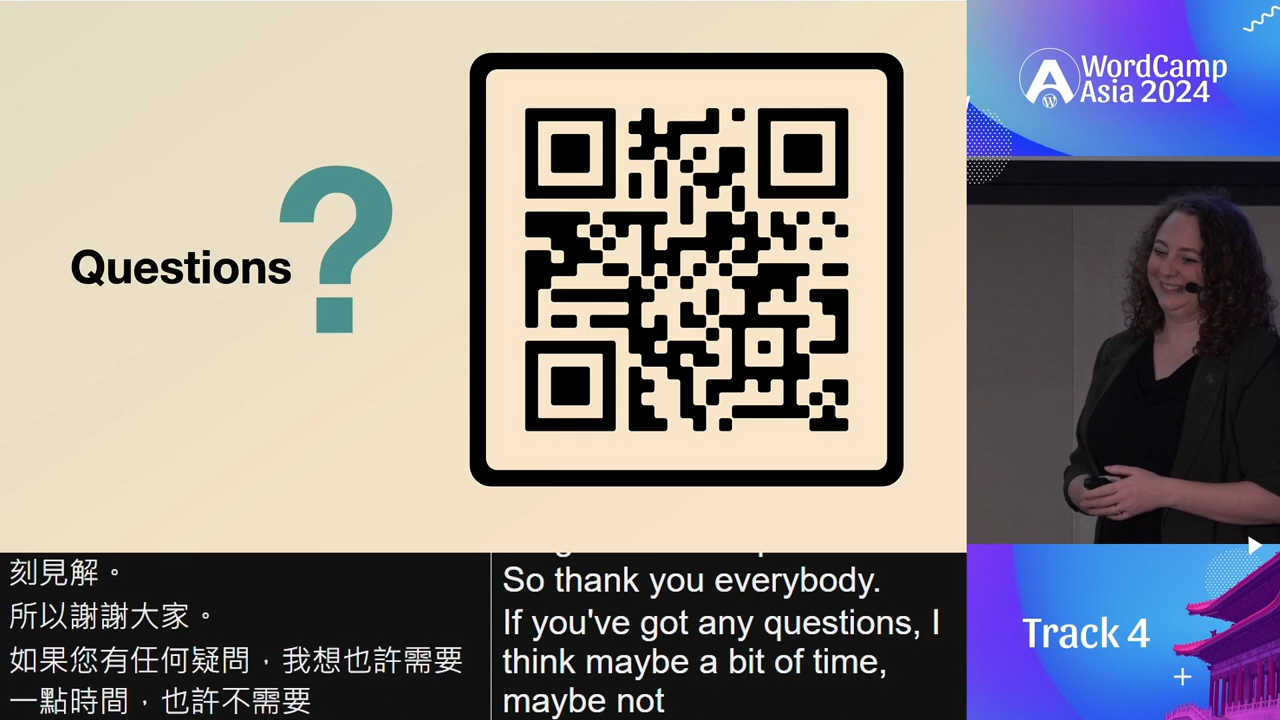 Questions?
WordCamp
Asia 2024
刻見解。
所以謝謝大家。
如果您有任何疑問，我想也許需要
一點時間，也許不需要
So thank you everybody.
If you've got any questions, I
think maybe a bit of time,
maybe not
Track 4